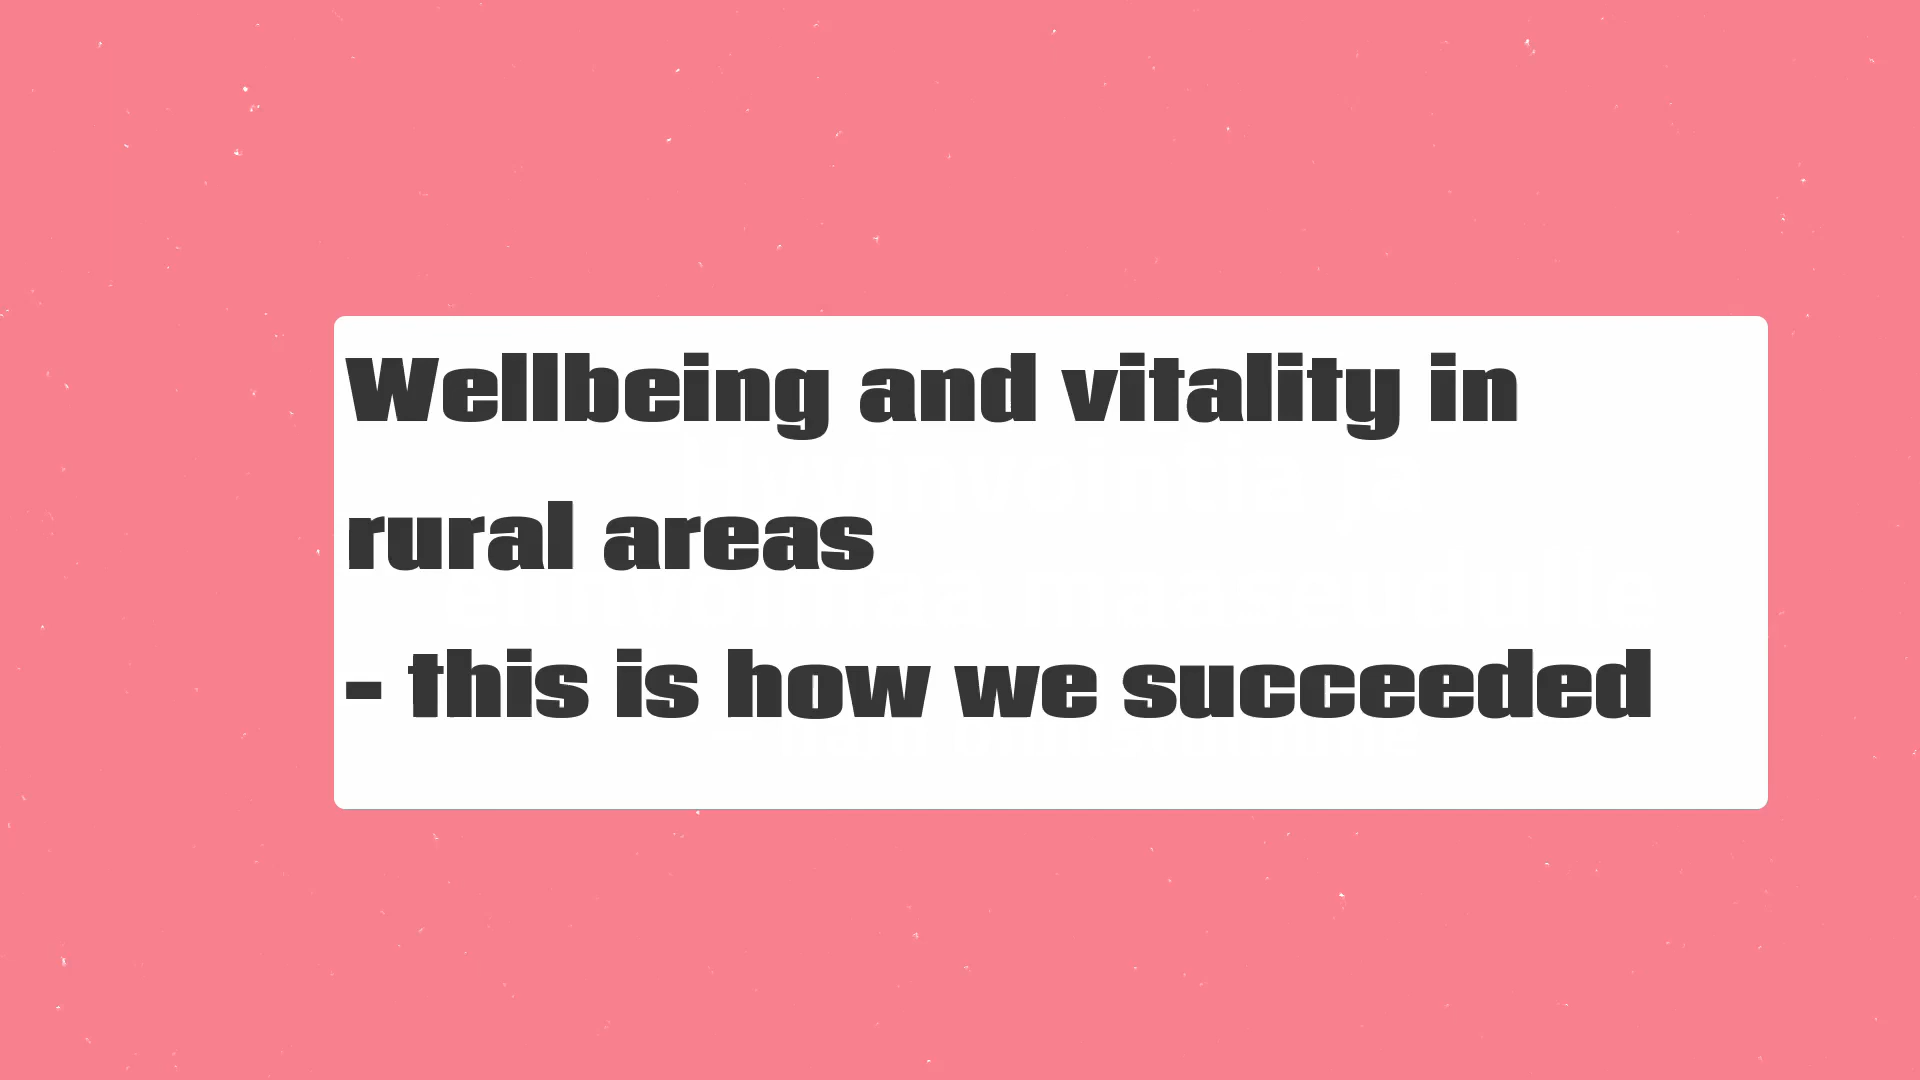 Wellbeing and vitality in
rural areas
- this is how we succeeded